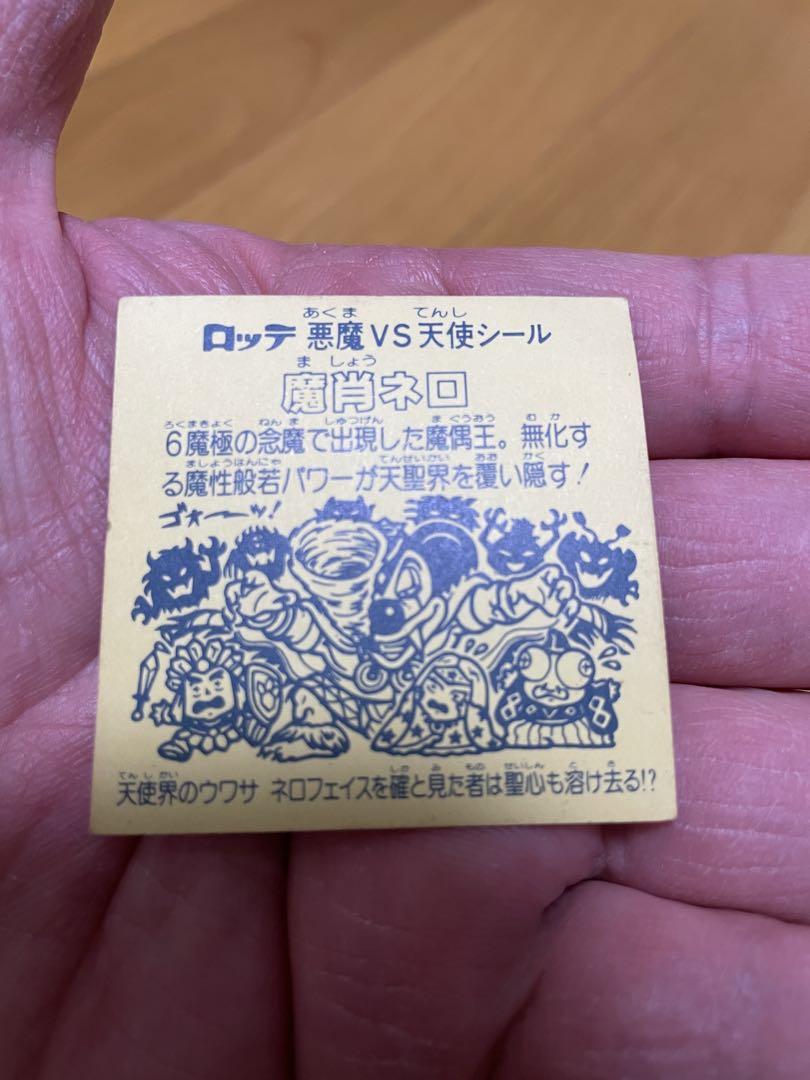 あくま てんし
ロッテ 悪魔VS天使シール
ましょう
魔肖ネロ
ろくまきょく ねんま しゅつげん まぐうおう むか
6魔極の念魔で出現した魔偶王。無化す
ましょうはんにゃ てんせいかい おお かく
る魔性般若パワーが天聖界を覆い隠す!
ゴォーーッ!
てんしかい しか み もの せいしん と さ
天使界のウワサ ネロフェイスを確と見た者は聖心も溶け去る!?